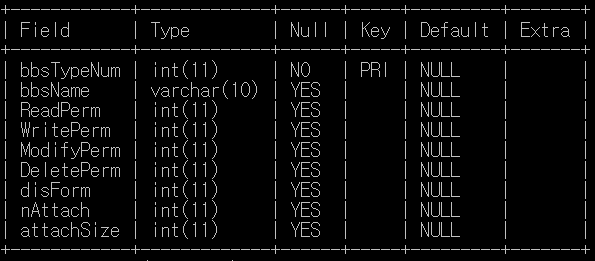 | Field | Type | Null | Key | Default | Extra |
| bbsTypeNum | int(11) | NO | PRI | NULL | |
| bbsName | varchar(10) | YES | | NULL | |
| ReadPerm | int(11) | YES | | NULL | |
| WritePerm | int(11) | YES | | NULL | |
| ModifyPerm | int(11) | YES | | NULL | |
| DeletePerm | int(11) | YES | | NULL | |
| disForm | int(11) | YES | | NULL | |
| nAttach | int(11) | YES | | NULL | |
| attachSize | int(11) | YES | | NULL | |